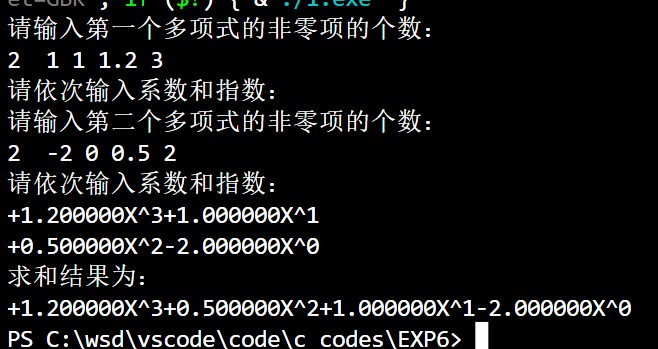 et=GBK", if ($?) { & "./1.exe" }
请输入第一个多项式的非零项的个数:
2  1 1 1.2 3
请依次输入系数和指数:
请输入第二个多项式的非零项的个数:
2  -2 0 0.5 2
请依次输入系数和指数:
+1.200000X^3+1.000000X^1
+0.500000X^2-2.000000X^0
求和结果为:
+1.200000X^3+0.500000X^2+1.000000X^1-2.000000X^0
PS C:\wsd\vscode\code\c codes\EXP6>